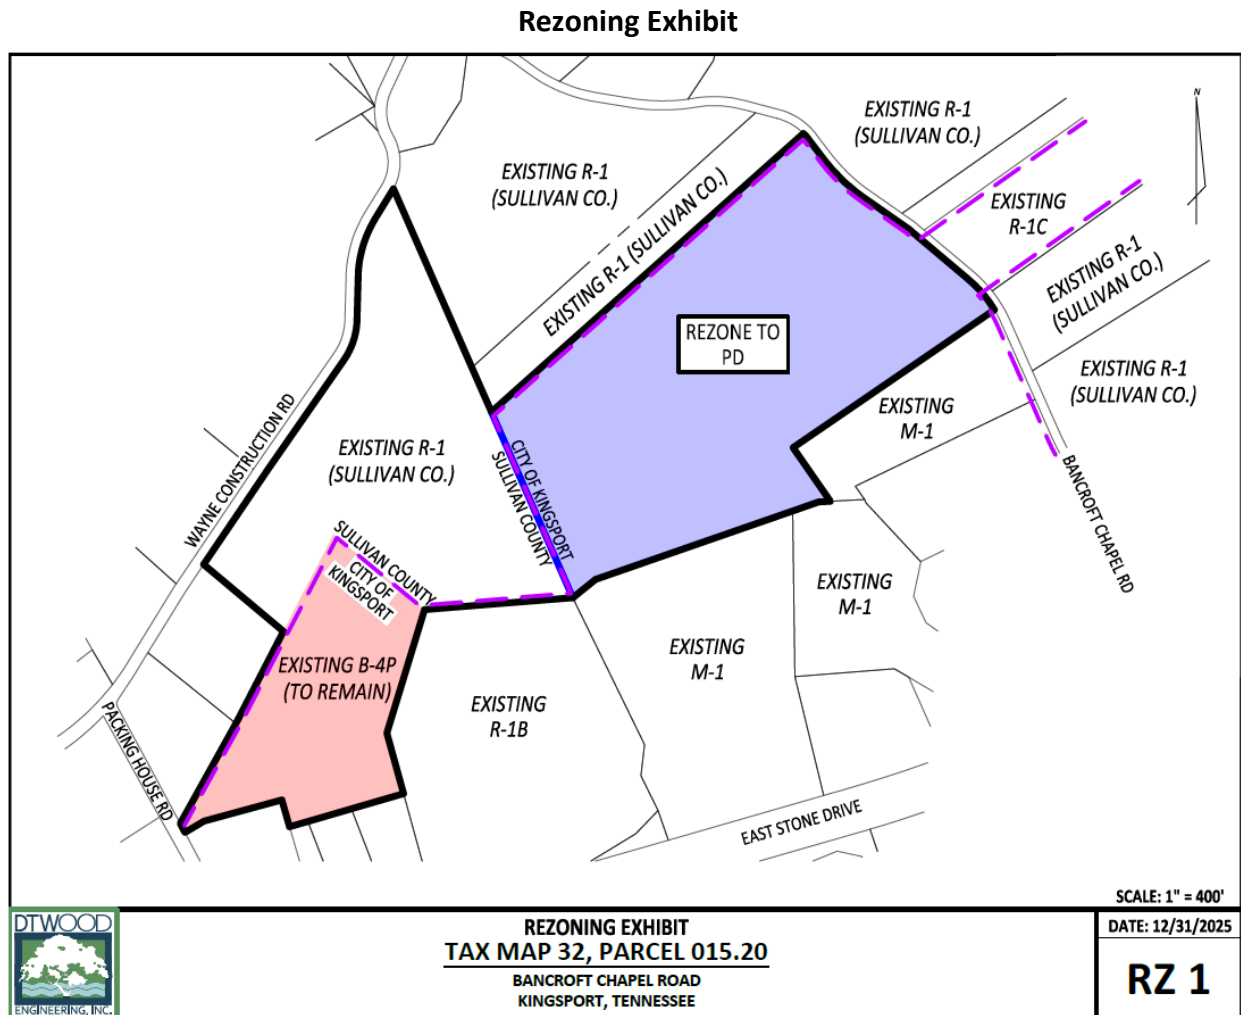 Rezoning Exhibit
EXISTING R-1
(SULLIVAN CO.)
N
EXISTING R-1
(SULLIVAN CO.)
EXISTING R-1 (SULLIVAN CO.)
EXISTING
R-1C
EXISTING R-1
(SULLIVAN CO.)
REZONE TO
PD
EXISTING R-1
(SULLIVAN CO.)
EXISTING
M-1
WAYNE CONSTRUCTION RD
EXISTING R-1
(SULLIVAN CO.)
CITY OF KINGSPORT
SULLIVAN COUNTY
BANCROFT CHAPEL RD
SULLIVAN COUNTY
CITY OF
KINGSPORT
EXISTING
M-1
EXISTING
M-1
EXISTING B-4P
(TO REMAIN)
EXISTING
R-1B
PACKING HOUSE RD
EAST STONE DRIVE
SCALE: 1" = 400'
DTWOOD
ENGINEERING, INC.
REZONING EXHIBIT
TAX MAP 32, PARCEL 015.20
BANCROFT CHAPEL ROAD
KINGSPORT, TENNESSEE
DATE: 12/31/2025
RZ 1